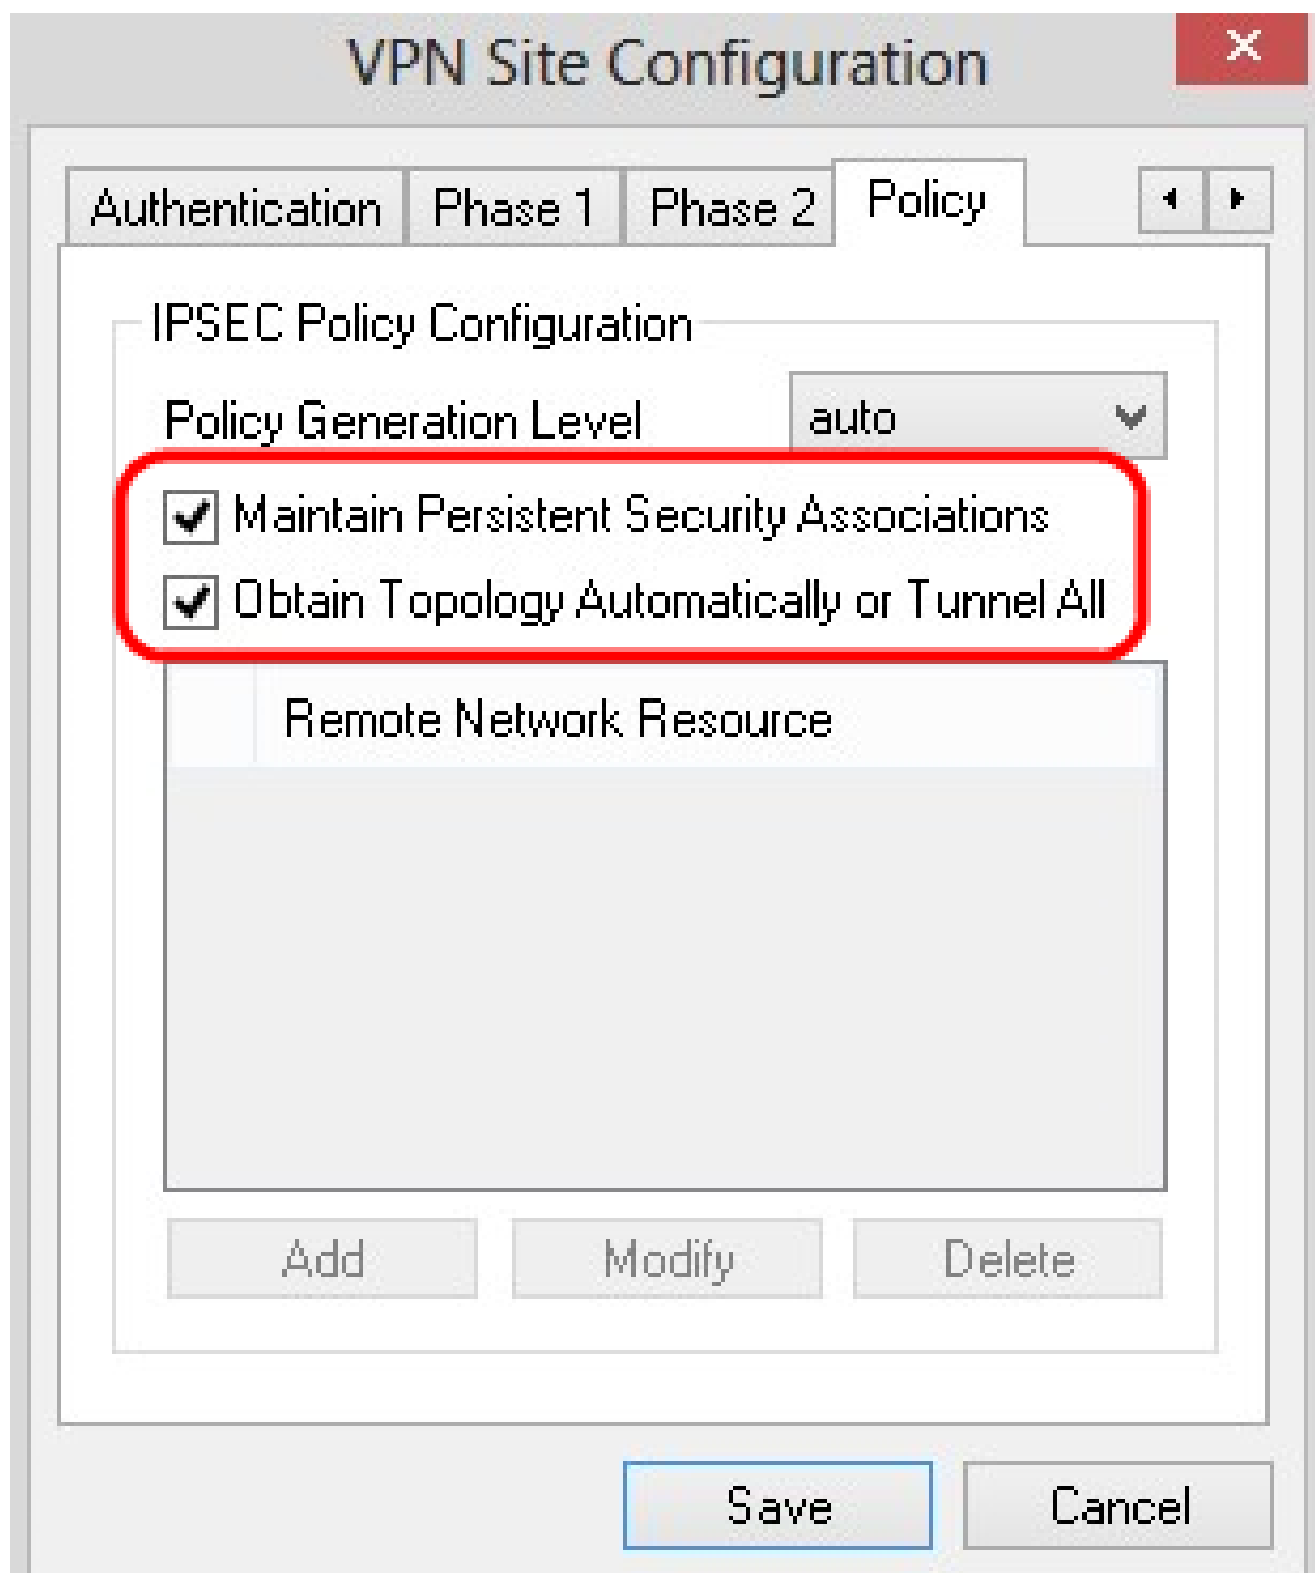 VPN Site Configuration
Authentication Phase 1 Phase 2 Policy
IPSEC Policy Configuration
Policy Generation Level auto
Maintain Persistent Security Associations
Obtain Topology Automatically or Tunnel All
Remote Network Resource
Add Modify Delete
Save Cancel